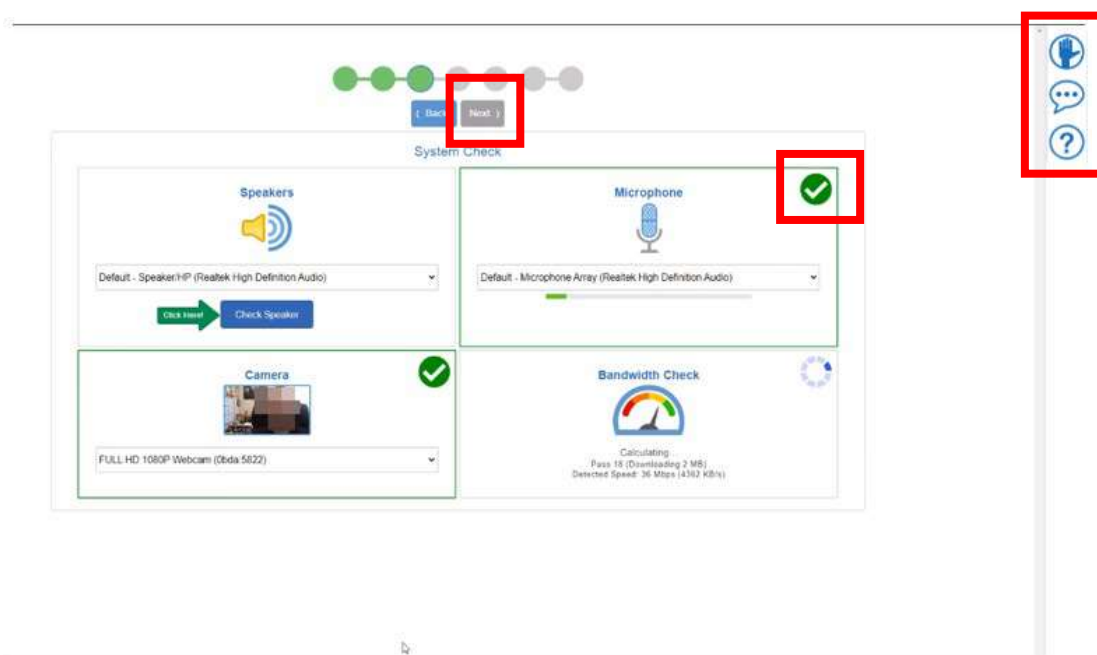 Back
Next
System Check
Speakers
Default - Speaker/HP (Realtek High Definition Audio)
Click Here!
Check Speaker
Microphone
Default - Microphone Array (Realtek High Definition Audio)
Camera
FULL HD 1080P Webcam (0bda:5822)
Bandwidth Check
Calculating...
Pass 18 (Downloading 2 MB)
Detected Speed: 36 Mbps (4362 KB/s)
?